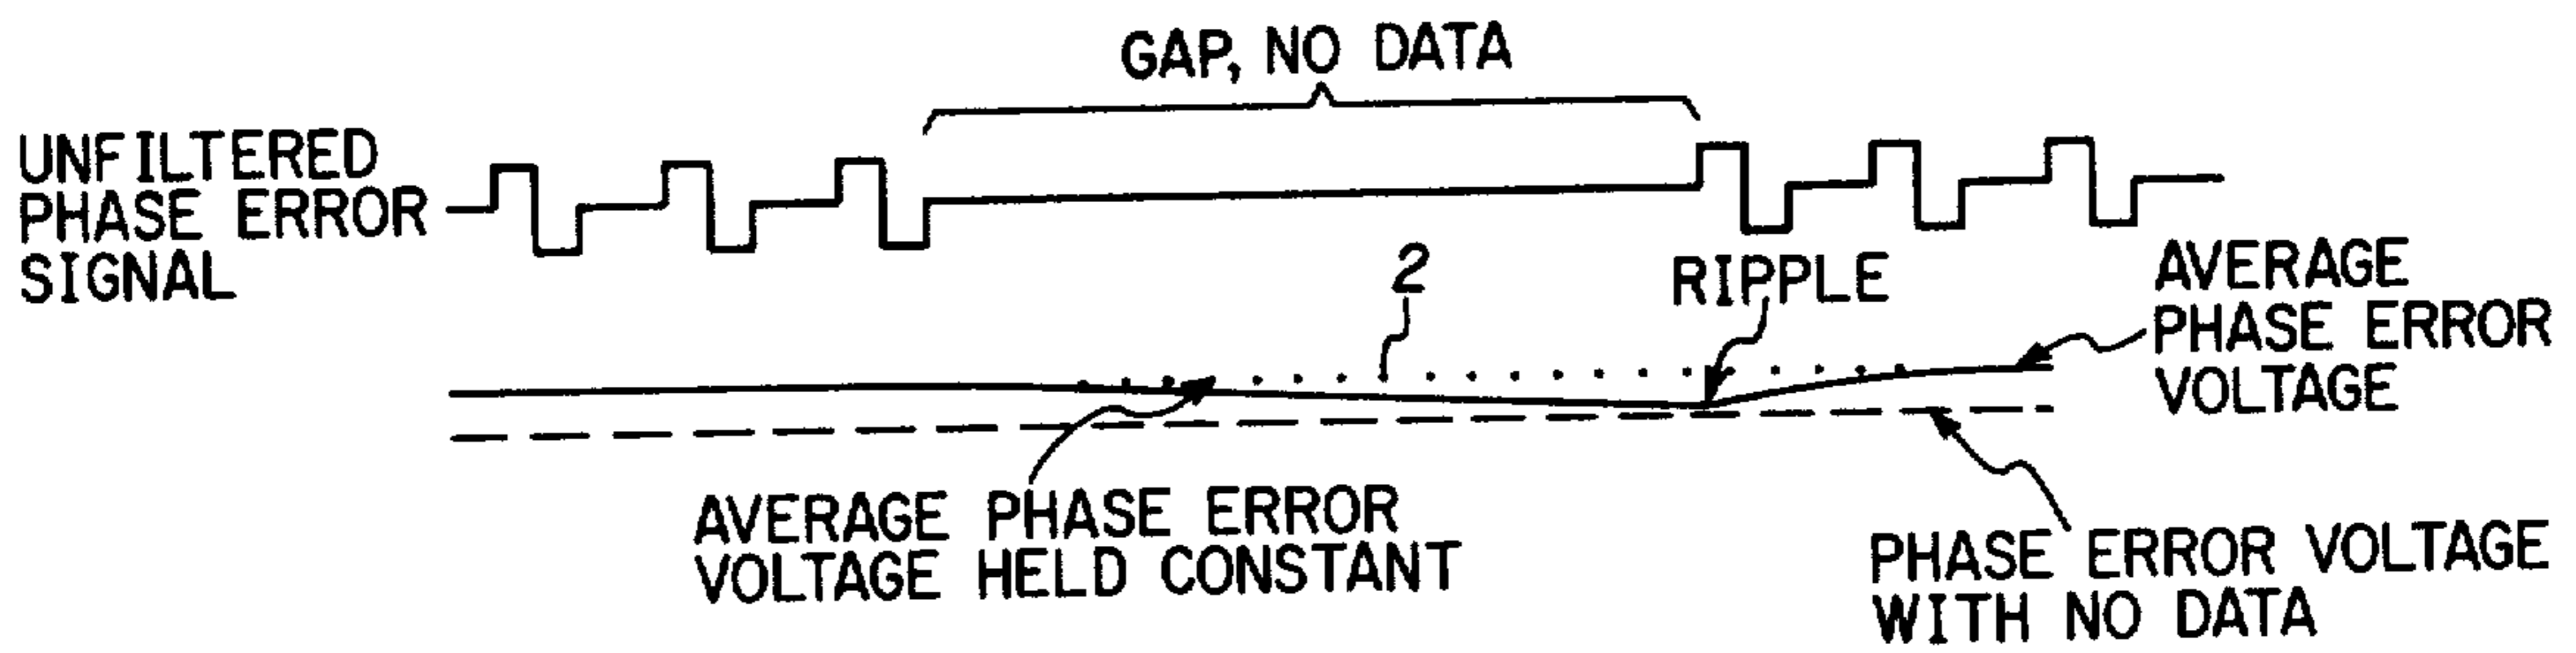 GAP, NO DATA
UNFILTERED
PHASE ERROR
SIGNAL
2
RIPPLE
AVERAGE
PHASE ERROR
VOLTAGE
AVERAGE PHASE ERROR
VOLTAGE HELD CONSTANT
PHASE ERROR VOLTAGE
WITH NO DATA